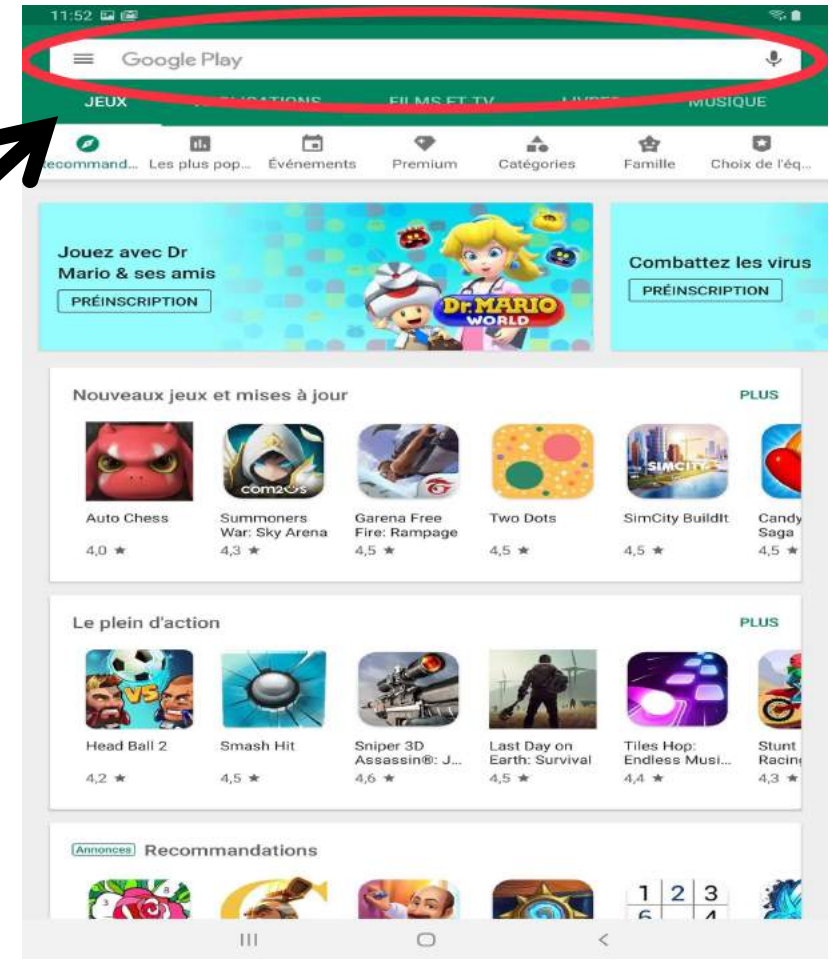 11:52
Google Play
JEUX FILMS ET TV MUSIQUE
Les plus pop... Événements Premium Catégories Famille Choix de l'éq...
Jouez avec Dr
Mario & ses amis
PRÉINSCRIPTION
Dr. MARIO
WORLD
Combattez les virus
PRÉINSCRIPTION
Nouveaux jeux et mises à jour PLUS
com2us
SIMCITY
Auto Chess
4,0 ★
Summoners
War: Sky Arena
4,3 ★
Garena Free
Fire: Rampage
4,5 ★
Two Dots
4,5 ★
SimCity BuildIt
4,5 ★
Candy
Saga
4,5 ★
Le plein d'action PLUS
VS
Head Ball 2
4,2 ★
Smash Hit
4,5 ★
Sniper 3D
Assassin®: J...
4,6 ★
Last Day on
Earth: Survival
4,5 ★
Tiles Hop:
Endless Musi...
4,4 ★
Stunt
Racing
4,3 ★
Annonces Recommandations
1 2 3
6 4